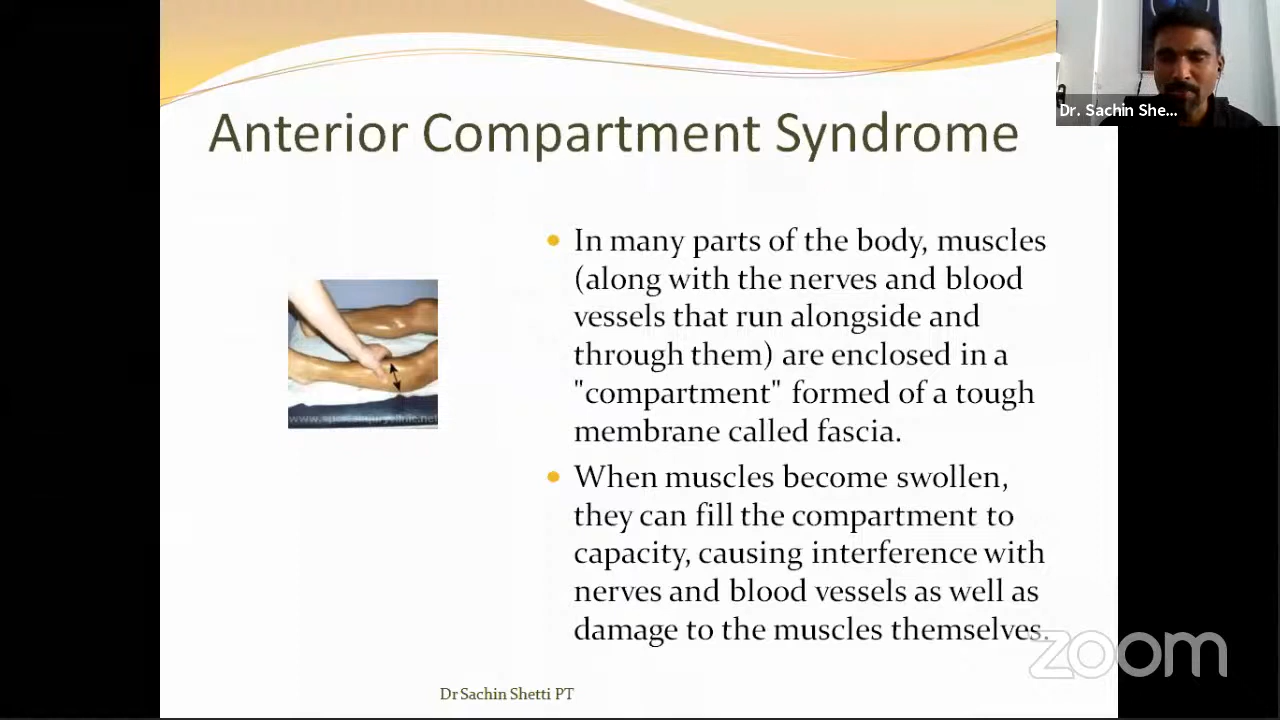 Anterior Compartment Syndrome
Dr. Sachin She...
In many parts of the body, muscles
(along with the nerves and blood
vessels that run alongside and
through them) are enclosed in a
"compartment" formed of a tough
membrane called fascia.
When muscles become swollen,
they can fill the compartment to
capacity, causing interference with
nerves and blood vessels as well as
damage to the muscles themselves.
zoom
Dr Sachin Shetti PT